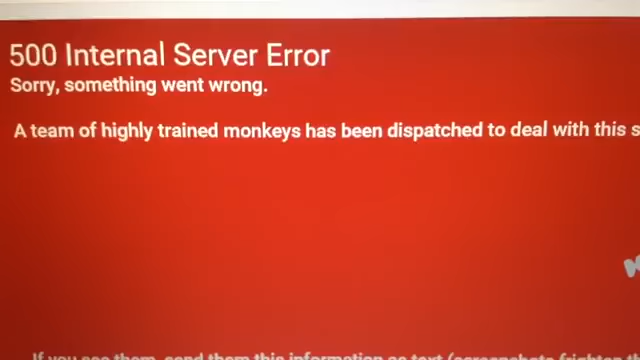 500 Internal Server Error
Sorry, something went wrong.
A team of highly trained monkeys has been dispatched to deal with this s
If you see them, send them this information as text (screenshots frighten th